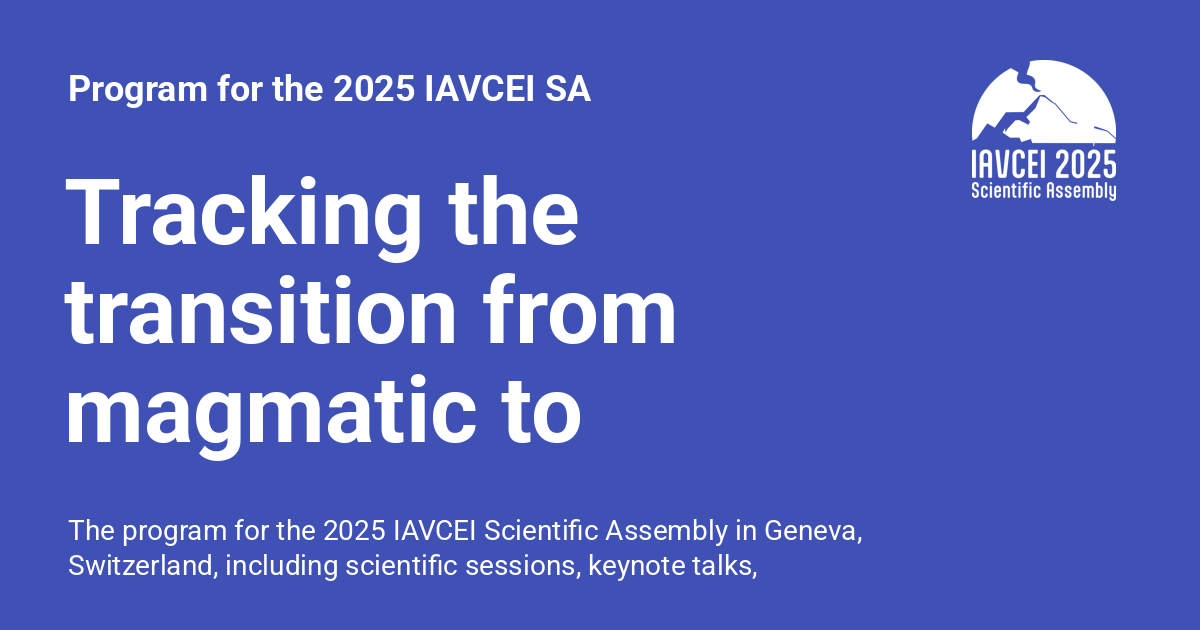 Program for the 2025 IAVCEI SA
IAVCEI 2025
Scientific Assembly
Tracking the
transition from
magmatic to
The program for the 2025 IAVCEI Scientific Assembly in Geneva,
Switzerland, including scientific sessions, keynote talks,